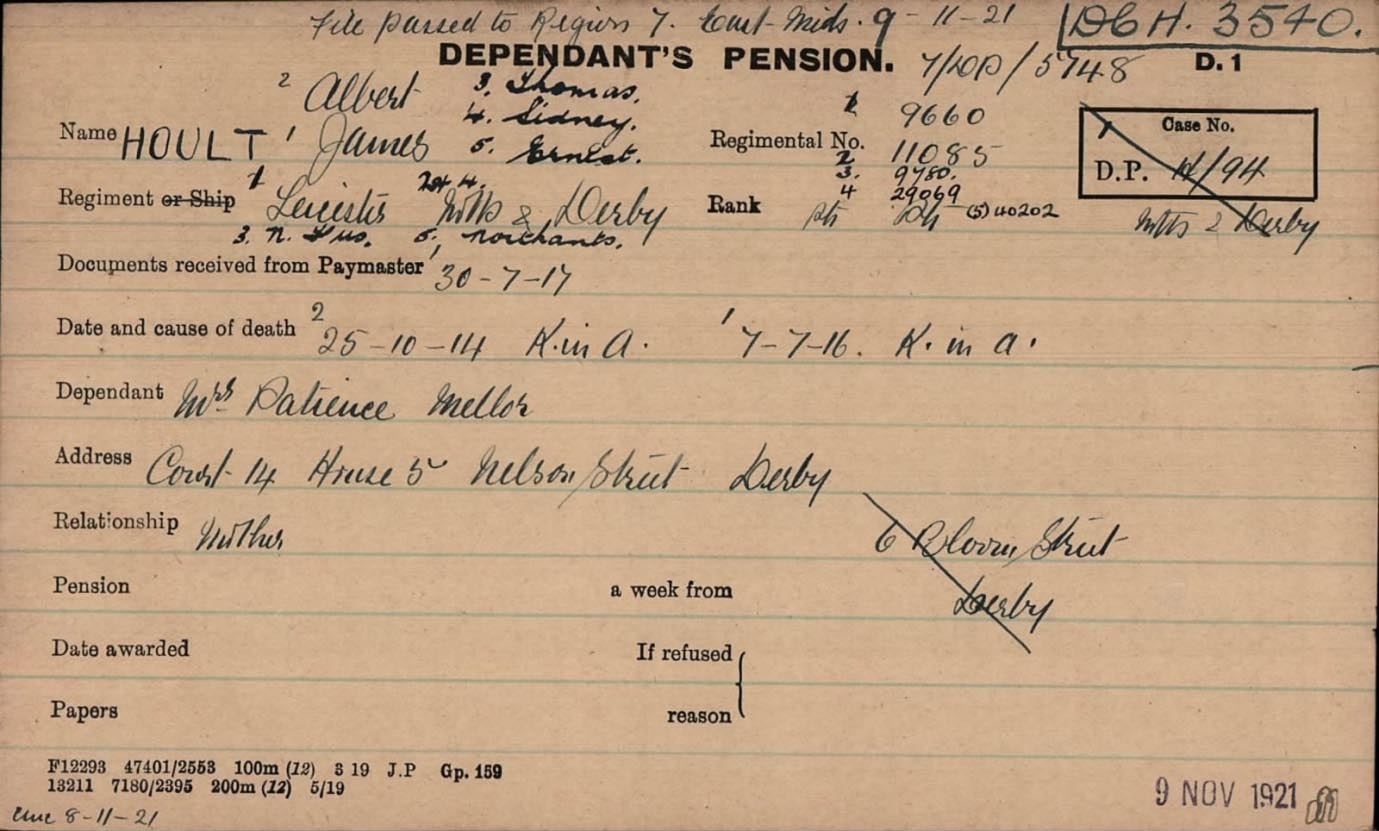 File passed to Region 7. East Mids. 9-11-21
DCH. 3540.
DEPENDANT'S PENSION. 7/DP/5748 D. 1
2 Albert 3. Thomas.
4. Sidney.
Name HOULT 1 James 5. Ernest.
Regimental No. 1 9660
2 11085
3. 9780.
4 29069
(5) 40202
Case No.
D.P. /94
Notts & Derby
Regiment or Ship 1 Leicester 2 & 4. Notts & Derby
3. N. Fus. 5. Northants.
Rank Pte Pte
Documents received from Paymaster 1 30-7-17
Date and cause of death 2 25-10-14 K. in A. 1 7-7-16. K. in a.
Dependant Mrs Patience Mellor
Address Court 14 House 5 Nelson Street Derby
Relationship Mother
6 Bloom Street
Derby
Pension a week from
Date awarded If refused
Papers reason
F12293 47401/2553 100m (12) 3 19 J.P Gp. 159
13211 7180/2395 200m (12) 5/19
8-11-21
9 NOV 1921